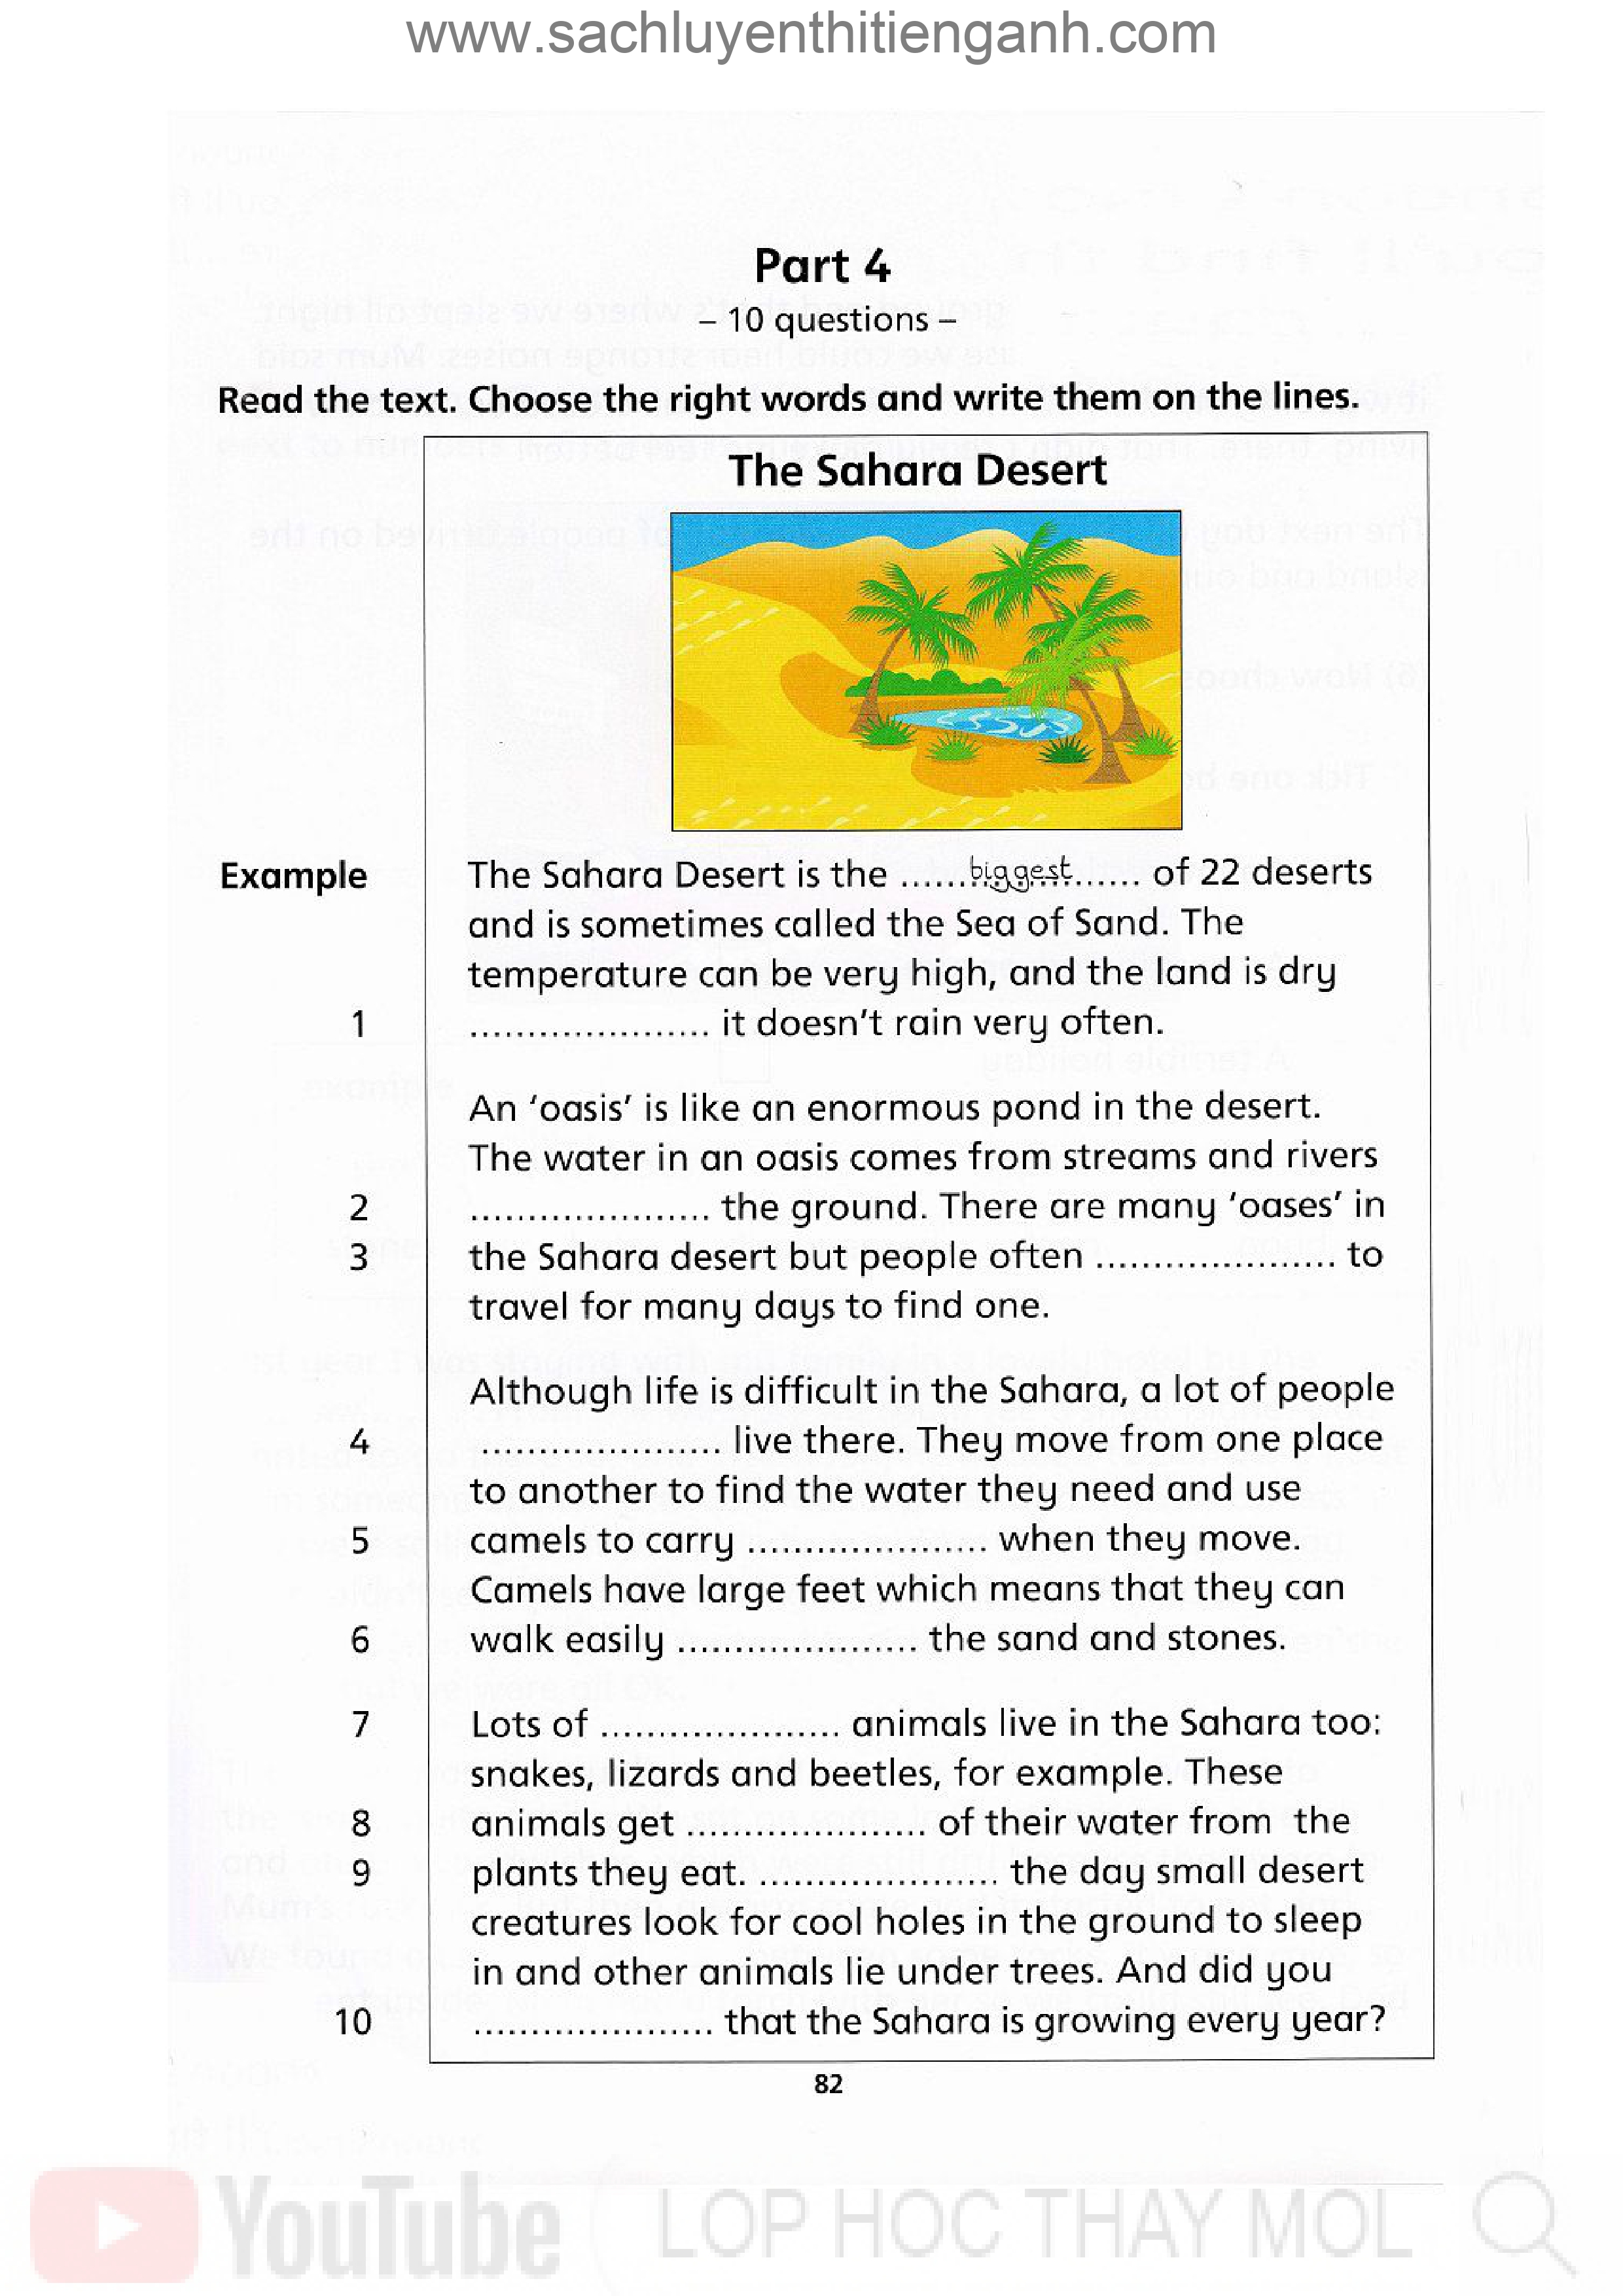 www.sachluyenthitienganh.com
Part 4
– 10 questions –
Read the text. Choose the right words and write them on the lines.
The Sahara Desert
Example The Sahara Desert is the ......biggest...... of 22 deserts
and is sometimes called the Sea of Sand. The
temperature can be very high, and the land is dry
1 ..................... it doesn't rain very often.
An 'oasis' is like an enormous pond in the desert.
The water in an oasis comes from streams and rivers
2 ..................... the ground. There are many 'oases' in
3 the Sahara desert but people often ..................... to
travel for many days to find one.
Although life is difficult in the Sahara, a lot of people
4 ..................... live there. They move from one place
to another to find the water they need and use
5 camels to carry ..................... when they move.
Camels have large feet which means that they can
6 walk easily ..................... the sand and stones.
7 Lots of ..................... animals live in the Sahara too:
snakes, lizards and beetles, for example. These
8 animals get ..................... of their water from the
9 plants they eat. ..................... the day small desert
creatures look for cool holes in the ground to sleep
in and other animals lie under trees. And did you
10 ..................... that the Sahara is growing every year?
82
YouTube LOP HOC THAY MOL